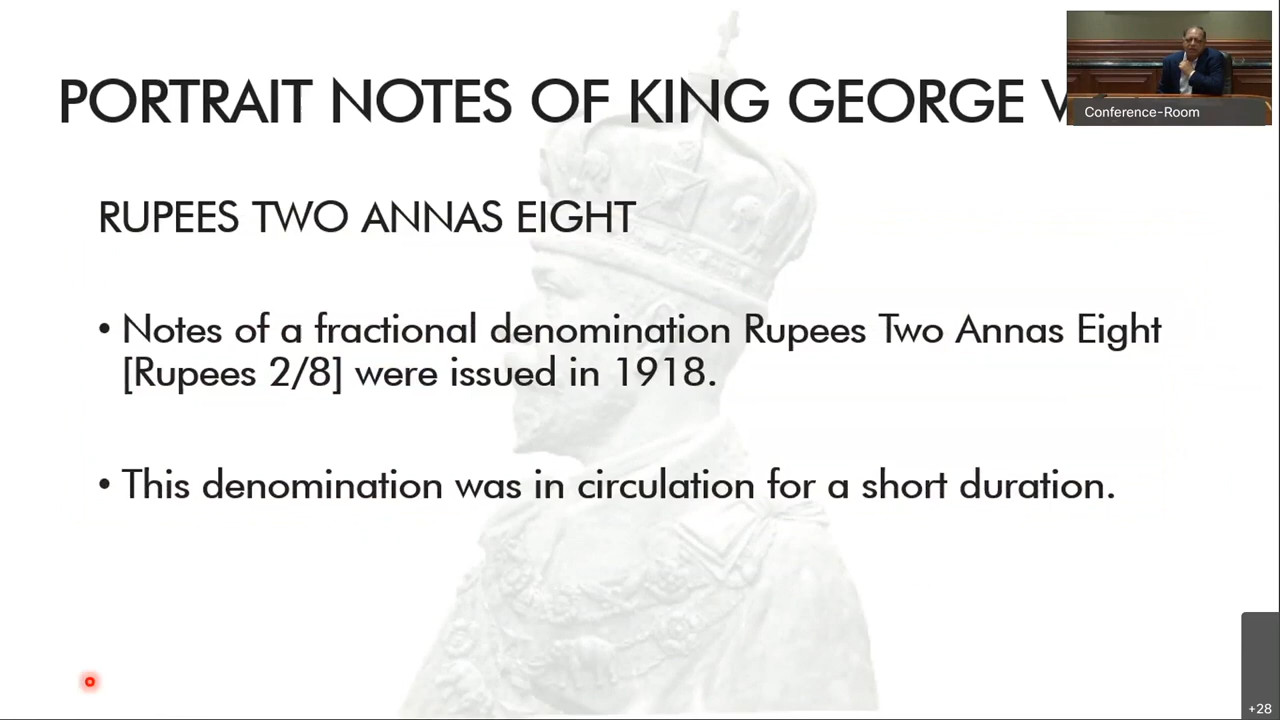 PORTRAIT NOTES OF KING GEORGE V
Conference-Room
RUPEES TWO ANNAS EIGHT
• Notes of a fractional denomination Rupees Two Annas Eight
[Rupees 2/8] were issued in 1918.
• This denomination was in circulation for a short duration.
+28